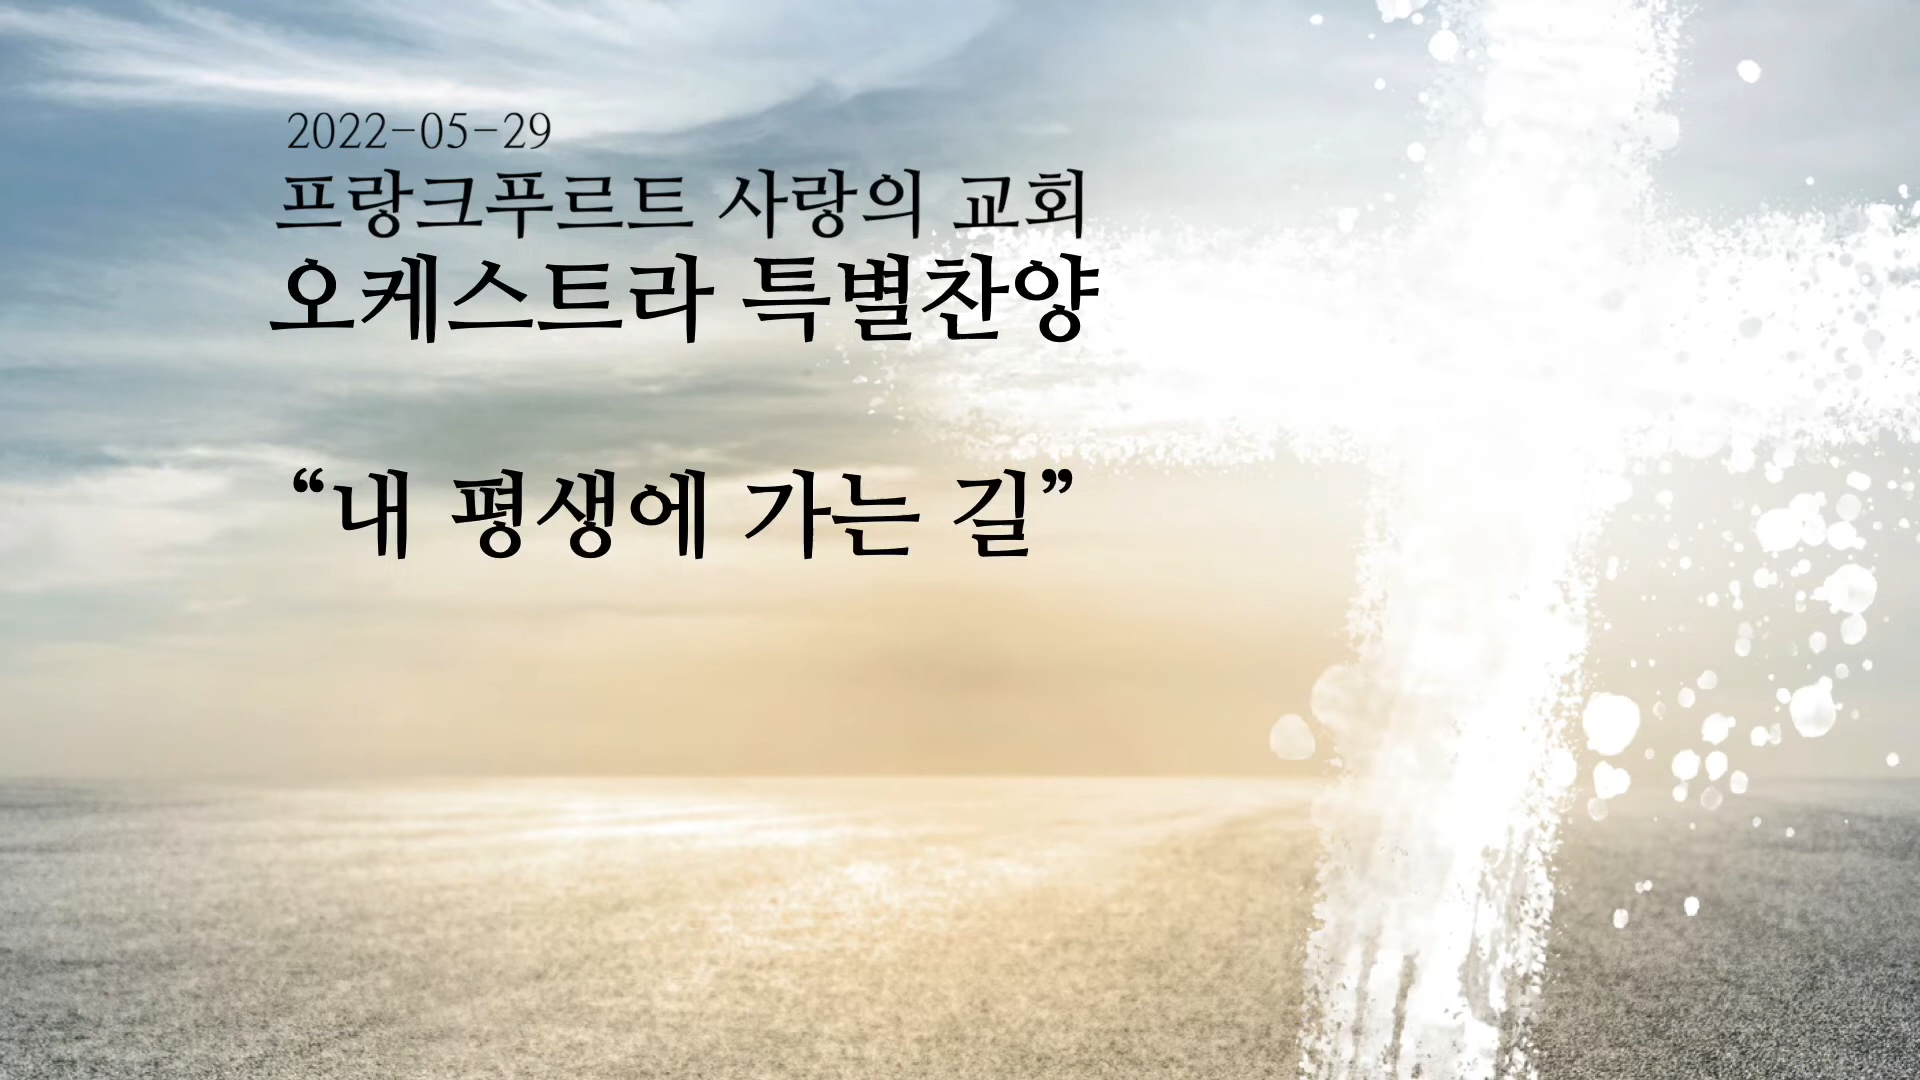 2022-05-29
프랑크푸르트 사랑의 교회
오케스트라 특별찬양
“내 평생에 가는 길”